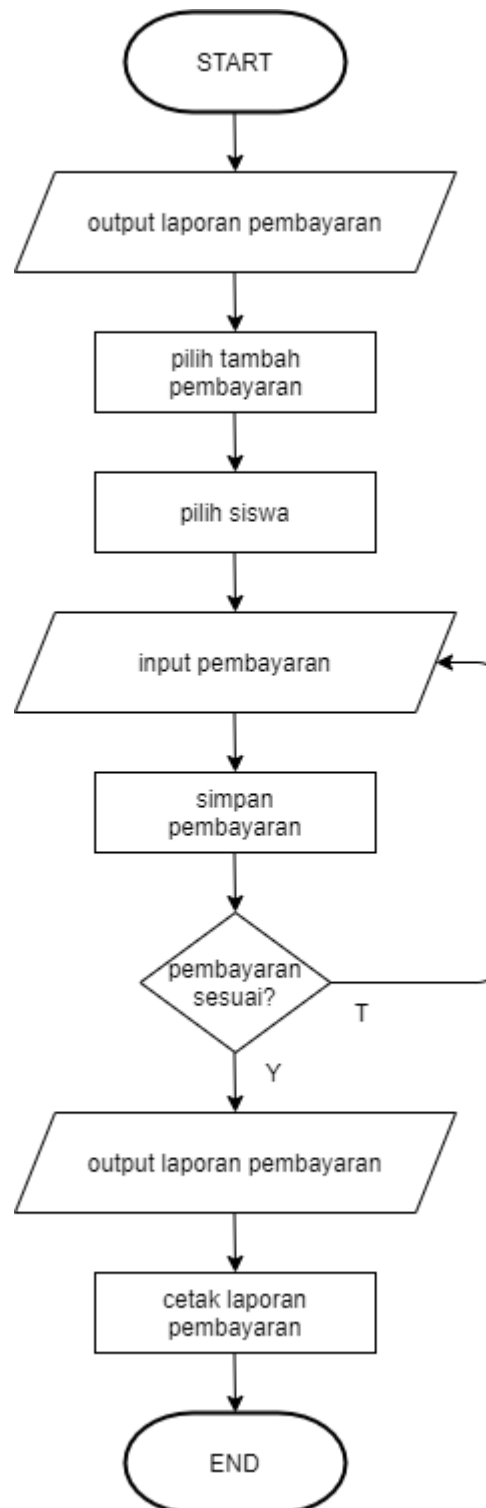 START
output laporan pembayaran
pilih tambah
pembayaran
pilih siswa
input pembayaran
simpan
pembayaran
pembayaran
sesuai?
T
Y
output laporan pembayaran
cetak laporan
pembayaran
END